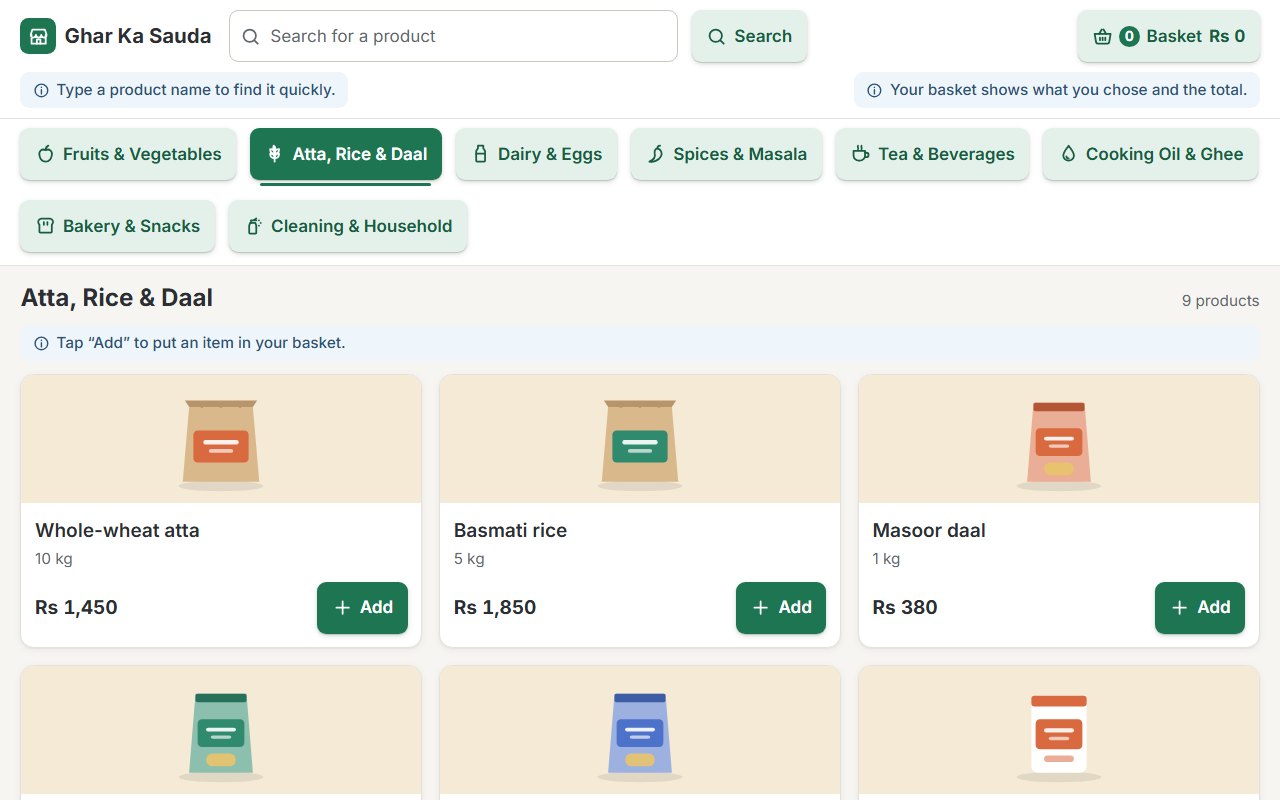 Ghar Ka Sauda
Search for a product
Search
0 Basket Rs 0
Type a product name to find it quickly.
Your basket shows what you chose and the total.
Fruits & Vegetables
Atta, Rice & Daal
Dairy & Eggs
Spices & Masala
Tea & Beverages
Cooking Oil & Ghee
Bakery & Snacks
Cleaning & Household
Atta, Rice & Daal
9 products
Tap “Add” to put an item in your basket.
Whole-wheat atta
10 kg
Rs 1,450
Add
Basmati rice
5 kg
Rs 1,850
Add
Masoor daal
1 kg
Rs 380
Add